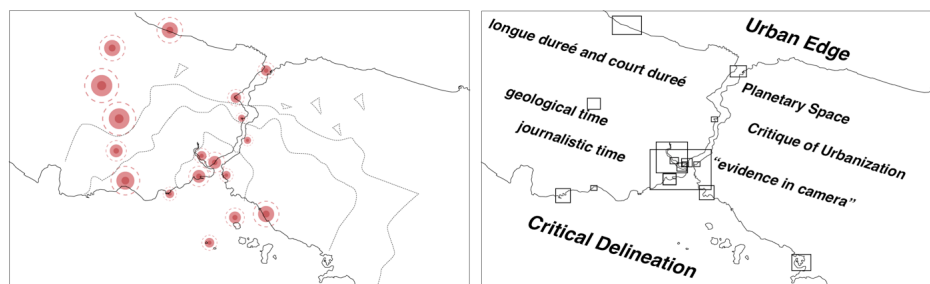 Urban Edge
longue dureé and court dureé
Planetary Space
geological time
Critique of Urbanization
journalistic time
"evidence in camera"
Critical Delineation